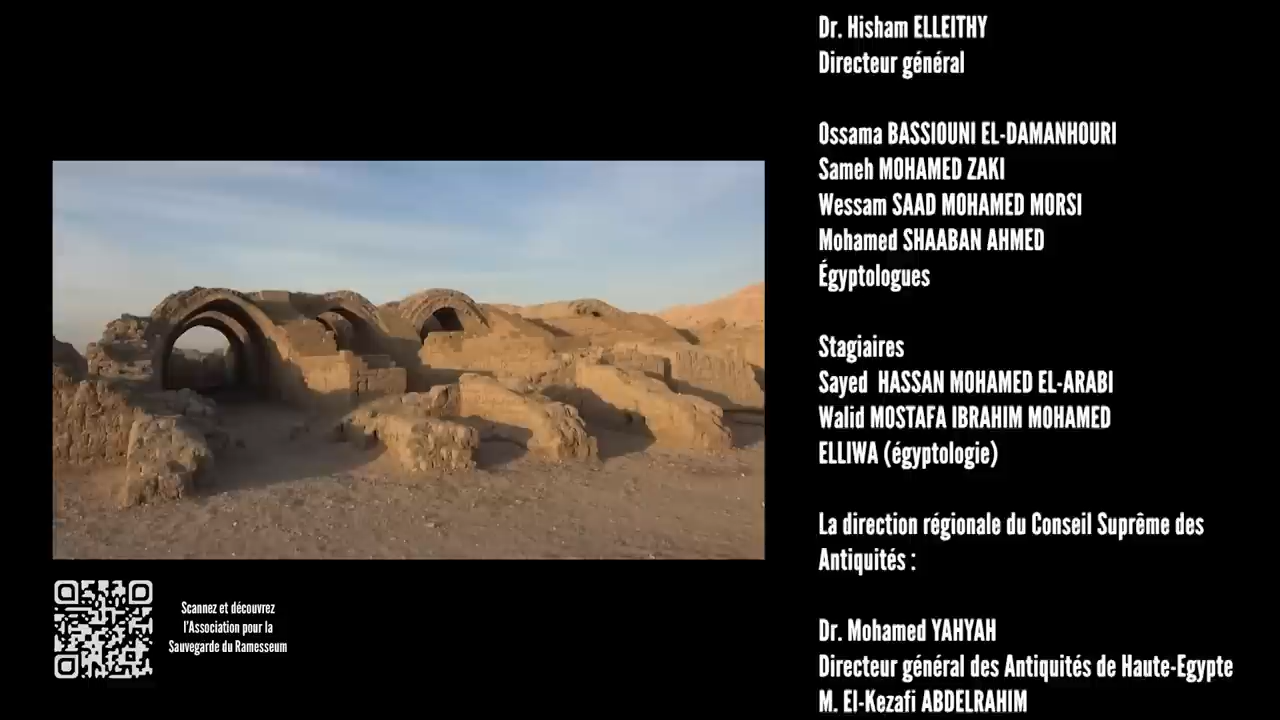 Dr. Hisham ELLEITHY
Directeur général
Ossama BASSIOUNI EL-DAMANHOURI
Sameh MOHAMED ZAKI
Wessam SAAD MOHAMED MORSI
Mohamed SHAABAN AHMED
Égyptologues
Stagiaires
Sayed  HASSAN MOHAMED EL-ARABI
Walid MOSTAFA IBRAHIM MOHAMED
ELLIWA (égyptologie)
La direction régionale du Conseil Suprême des
Antiquités :
Dr. Mohamed YAHYAH
Directeur général des Antiquités de Haute-Egypte
M. El-Kezafi ABDELRAHIM
Scannez et découvrez
l'Association pour la
Sauvegarde du Ramesseum